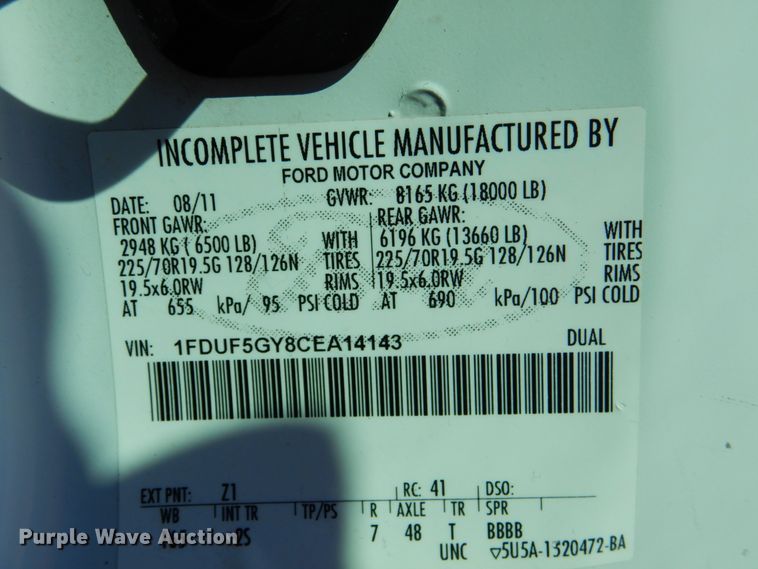 INCOMPLETE VEHICLE MANUFACTURED BY
FORD MOTOR COMPANY
DATE: 08/11 GVWR: 8165 KG (18000 LB)
FRONT GAWR: REAR GAWR:
2948 KG ( 6500 LB) WITH 6196 KG (13660 LB) WITH
225/70R19.5G 128/126N TIRES 225/70R19.5G 128/126N TIRES
19.5x6.0RW RIMS 19.5x6.0RW RIMS
AT 655 kPa/ 95 PSI COLD AT 690 kPa/100 PSI COLD
VIN: 1FDUF5GY8CEA14143 DUAL
EXT PNT: Z1 RC: 41 DSO:
WB INT TR TP/PS R AXLE TR SPR
7 48 T BBBB
UNC ▽5U5A-1520472-BA
Purple Wave Auction